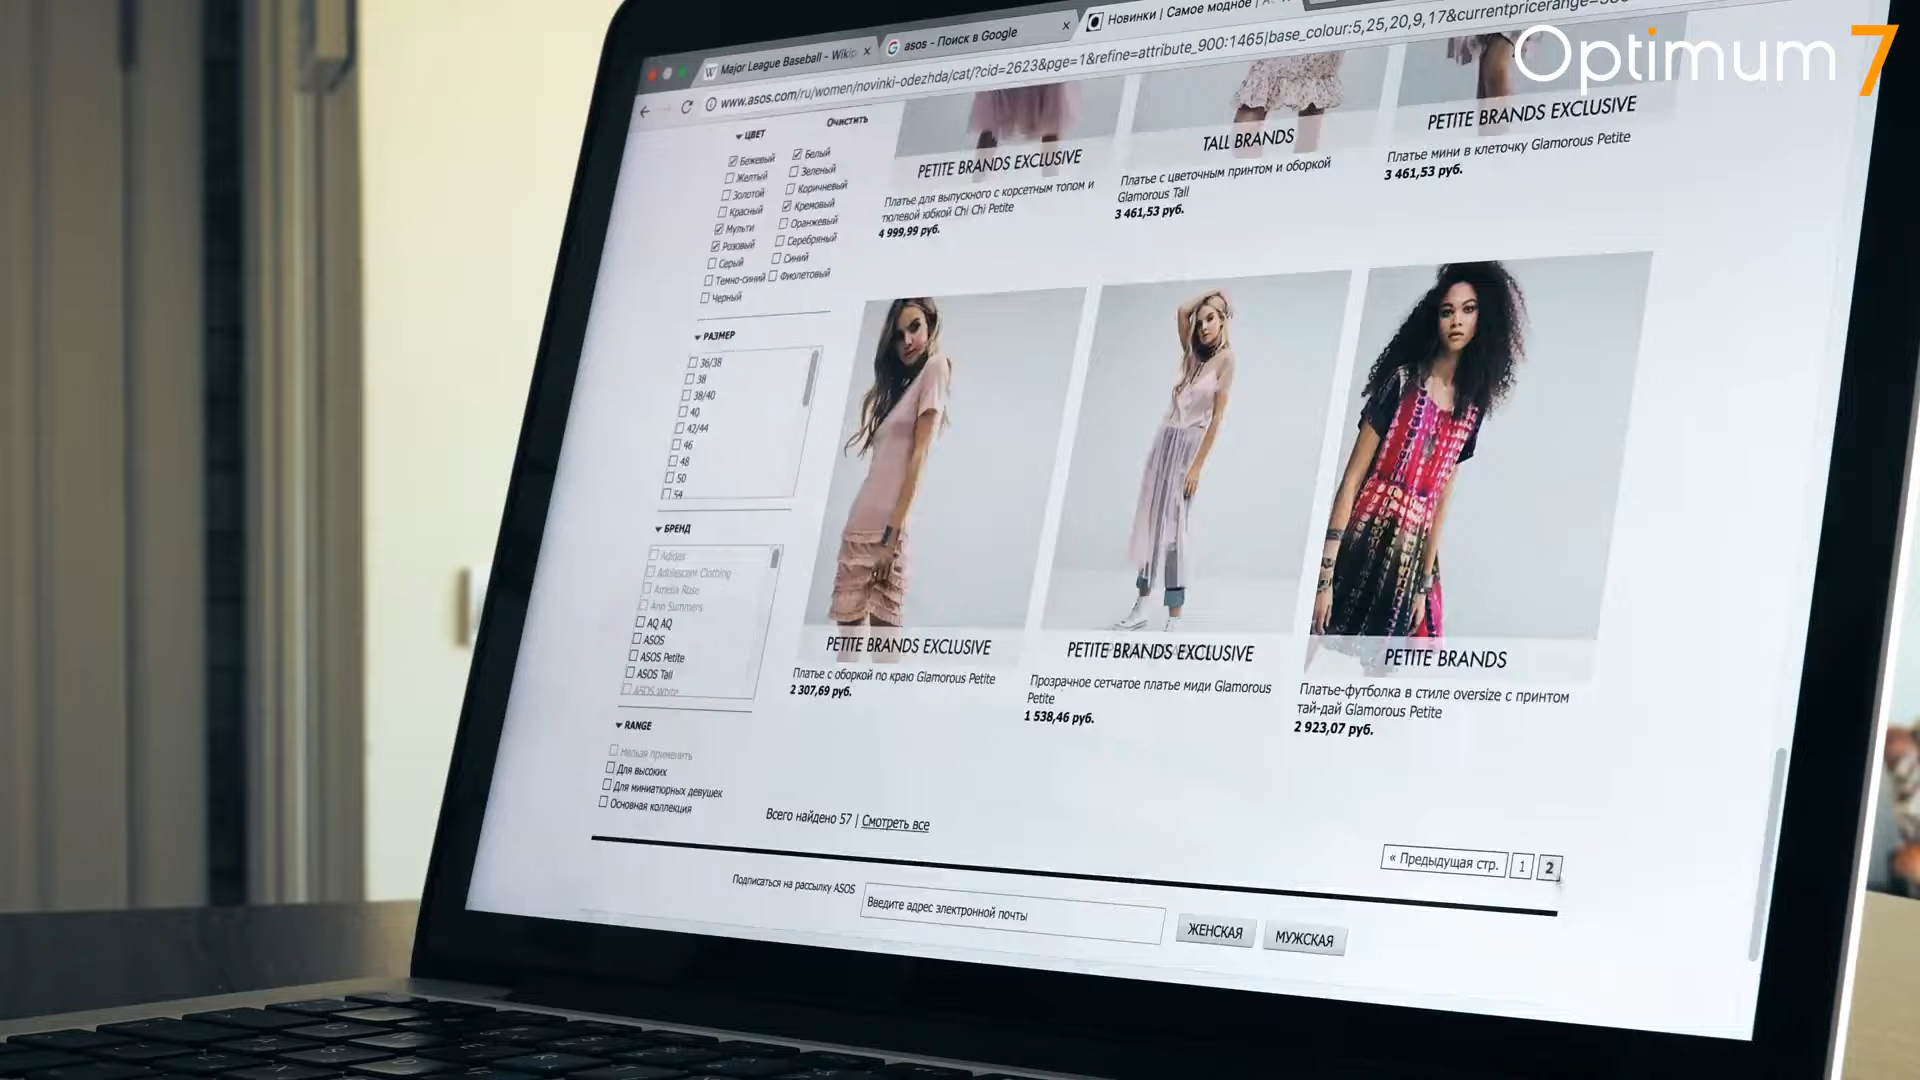 Optimum 7
Major League Baseball - Wikip
asos - Поиск в Google
Новинки | Самое модное |
www.asos.com/ru/women/novinki-odezhda/cat/?cid=2623&pge=1&refine=attribute_900:1465|base_colour:5,25,20,9,17&currentpricerange=
ЦВЕТ
Очистить
Бежевый
Белый
Желтый
Зеленый
Золотой
Коричневый
Красный
Кремовый
Мульти
Оранжевый
Розовый
Серебряный
Серый
Синий
Темно-синий
Фиолетовый
Черный
РАЗМЕР
36/38
38
38/40
40
42/44
46
48
50
54
БРЕНД
Adidas
Adolescent Clothing
Amelia Rose
Ann Summers
AQ AQ
ASOS
ASOS Petite
ASOS Tall
ASOS White
RANGE
Нельзя применить
Для высоких
Для миниатюрных девушек
Основная коллекция
PETITE BRANDS EXCLUSIVE
Платье для выпускного с корсетным топом и
тюлевой юбкой Chi Chi Petite
4 999,99 руб.
TALL BRANDS
Платье с цветочным принтом и оборкой
Glamorous Tall
3 461,53 руб.
PETITE BRANDS EXCLUSIVE
Платье мини в клеточку Glamorous Petite
3 461,53 руб.
PETITE BRANDS EXCLUSIVE
Платье с оборкой по краю Glamorous Petite
2 307,69 руб.
PETITE BRANDS EXCLUSIVE
Прозрачное сетчатое платье миди Glamorous
Petite
1 538,46 руб.
PETITE BRANDS
Платье-футболка в стиле oversize с принтом
тай-дай Glamorous Petite
2 923,07 руб.
Всего найдено 57 | Смотреть все
« Предыдущая стр. 1 2
Подписаться на рассылку ASOS
Введите адрес электронной почты
ЖЕНСКАЯ
МУЖСКАЯ